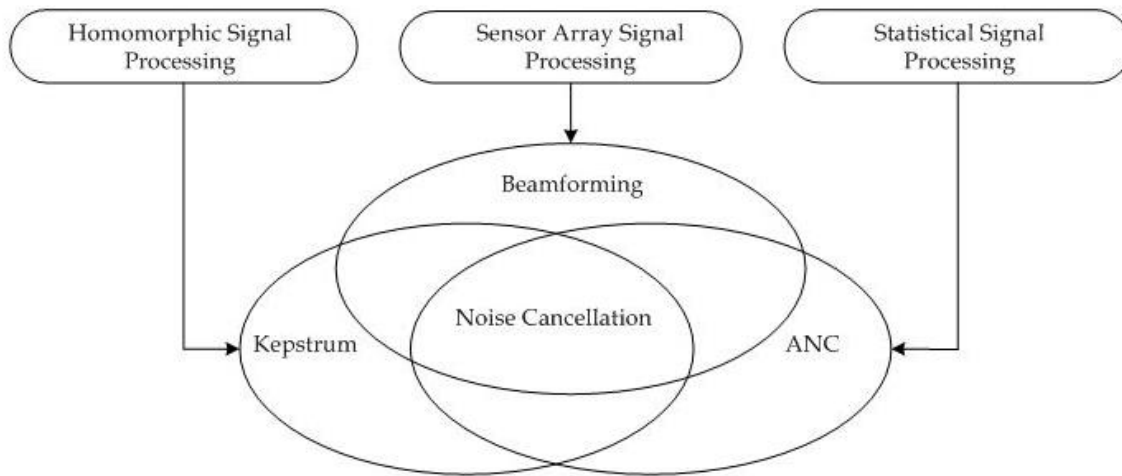 Homomorphic Signal
Processing
Sensor Array Signal
Processing
Statistical Signal
Processing
Beamforming
Noise Cancellation
Kepstrum
ANC